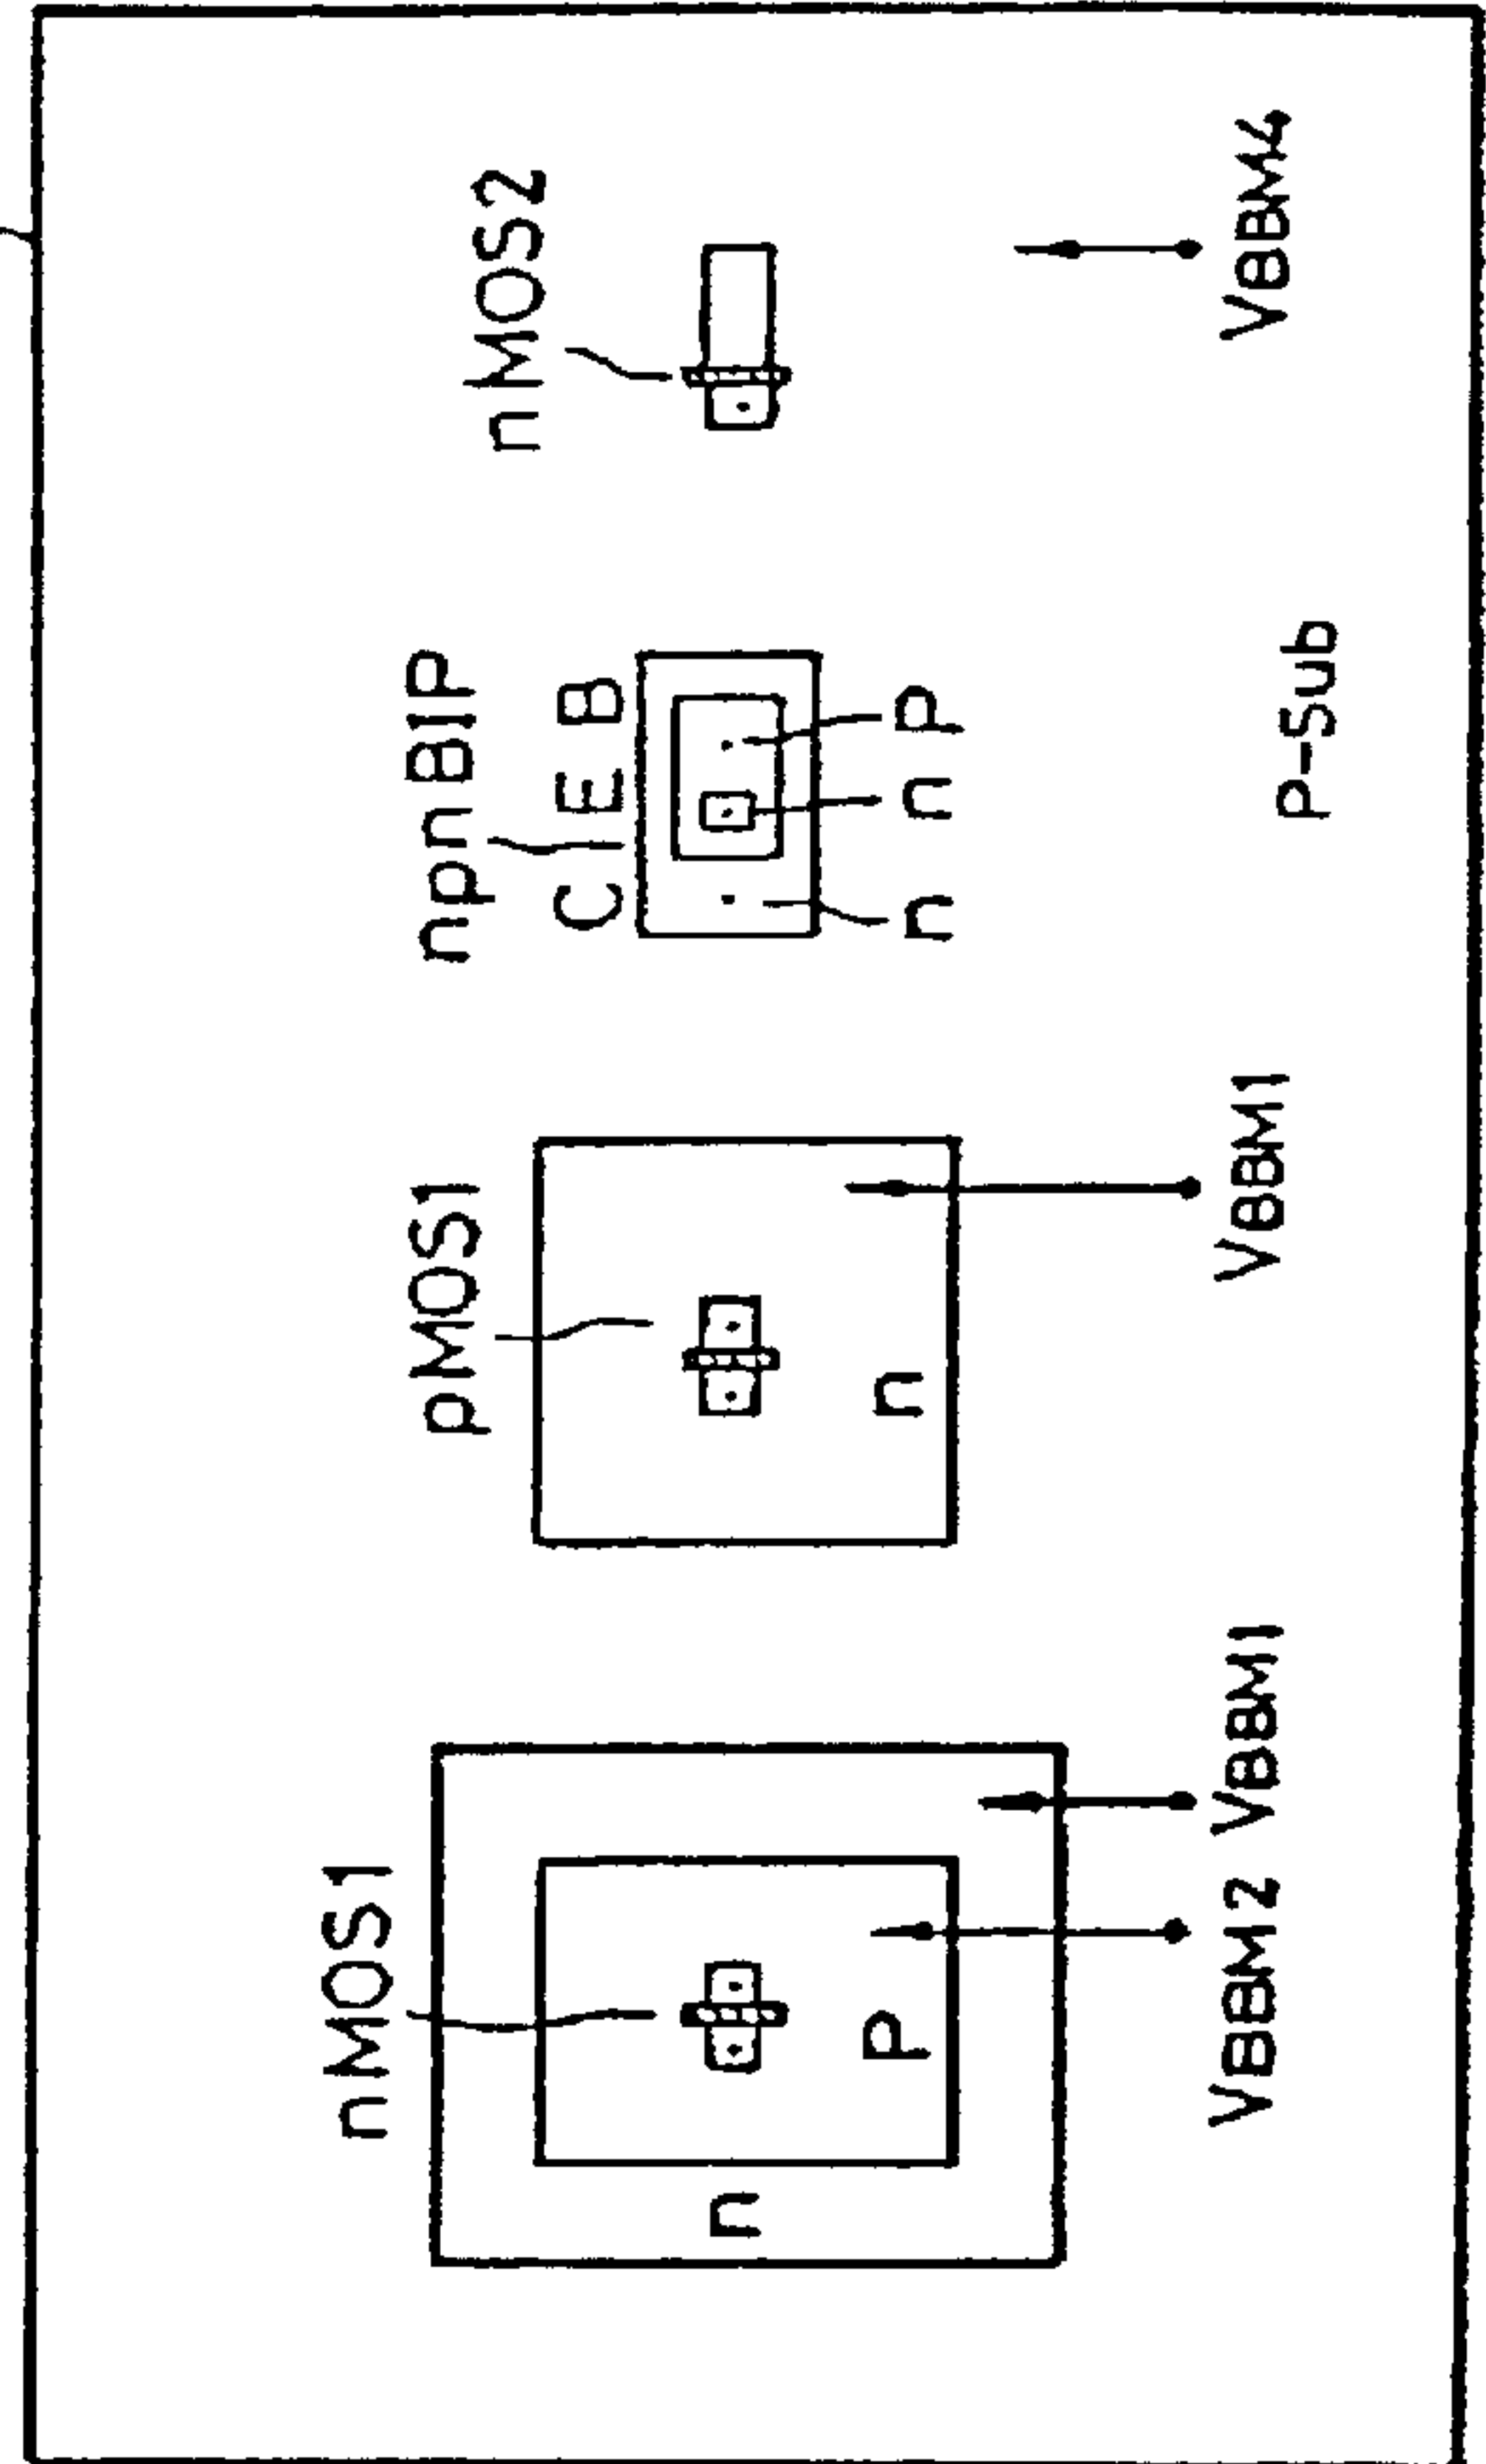 nMOS1
pMOS1
npnBIP
nMOS2
C E B
P
n
n
n
n
P
VBBM2
VBBM1
VBBM1
P-Sub
VBBM4